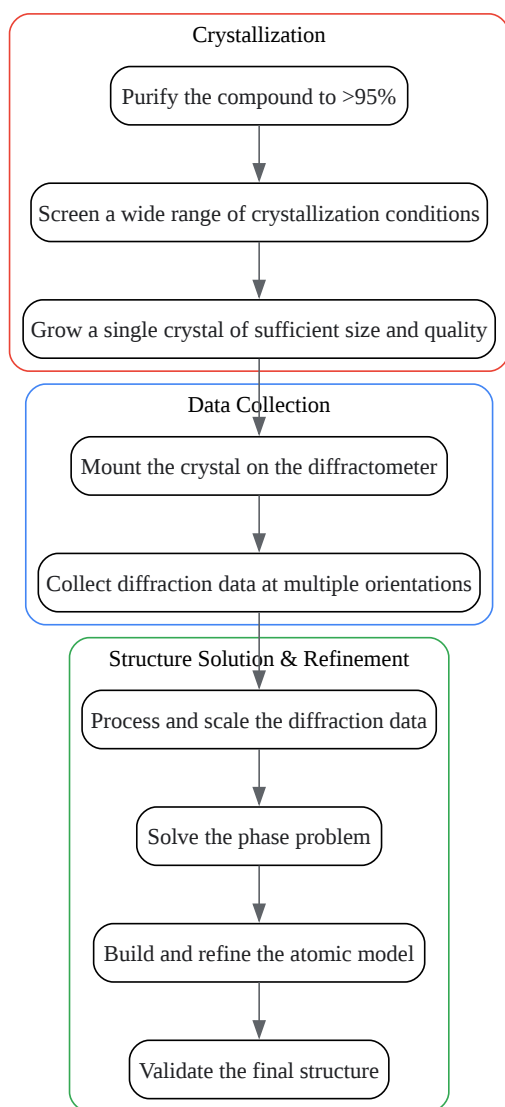 Crystallization
Purify the compound to >95%
Screen a wide range of crystallization conditions
Grow a single crystal of sufficient size and quality
Data Collection
Mount the crystal on the diffractometer
Collect diffraction data at multiple orientations
Structure Solution & Refinement
Process and scale the diffraction data
Solve the phase problem
Build and refine the atomic model
Validate the final structure